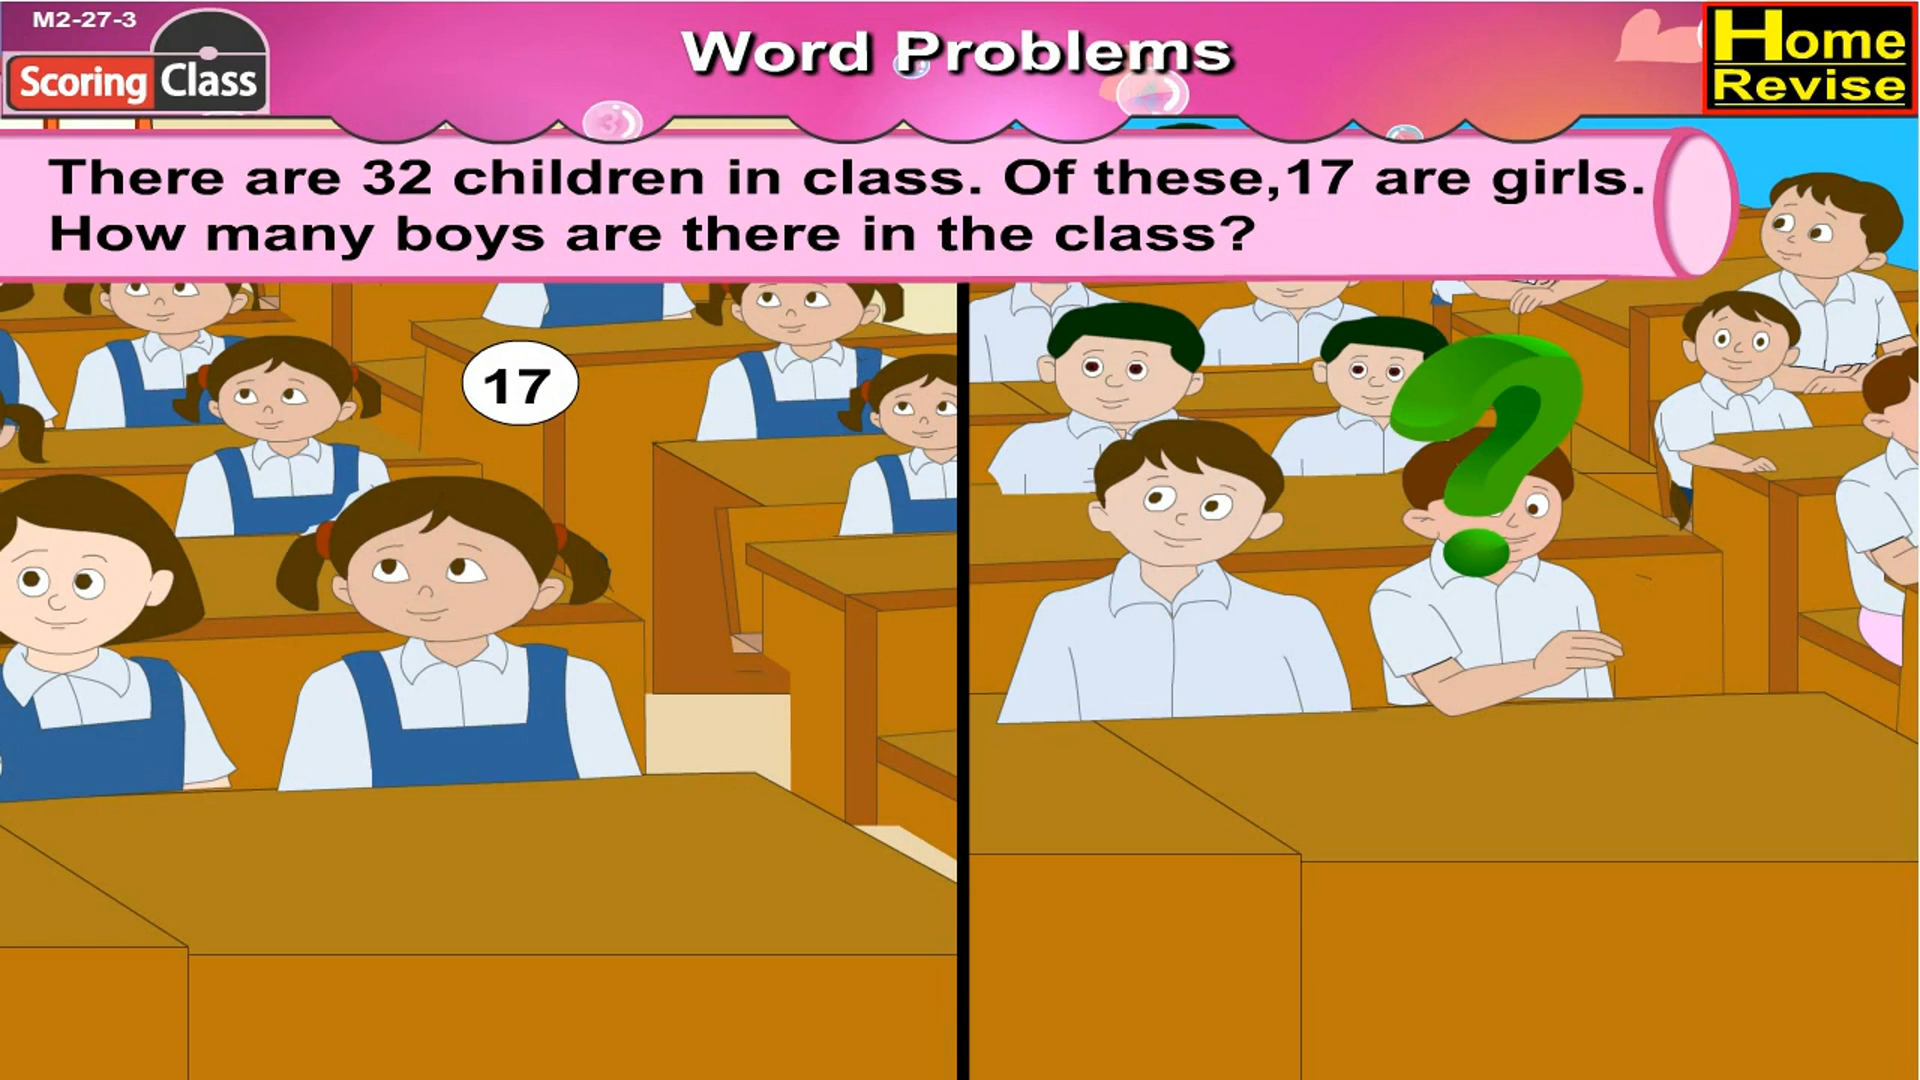 M2-27-3
Scoring Class
Word Problems
Home
Revise
3
There are 32 children in class. Of these,17 are girls.
How many boys are there in the class?
17
?